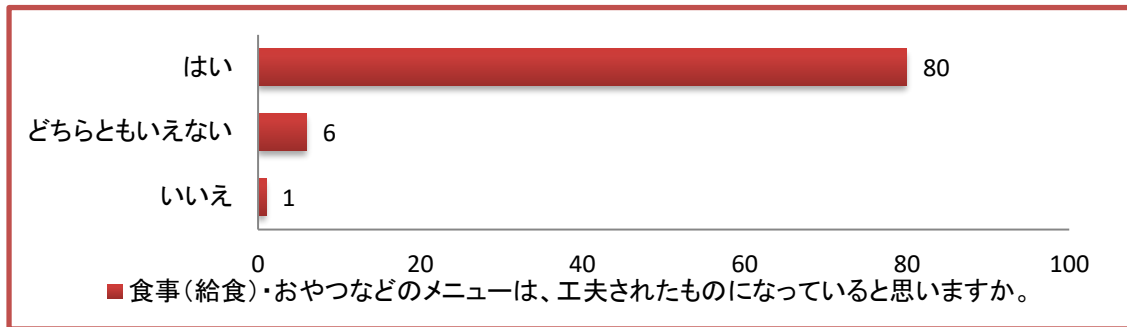 はい 80
どちらともいえない 6
いいえ 1
0 20 40 60 80 100
食事(給食)・おやつなどのメニューは、工夫されたものになっていると思いますか。